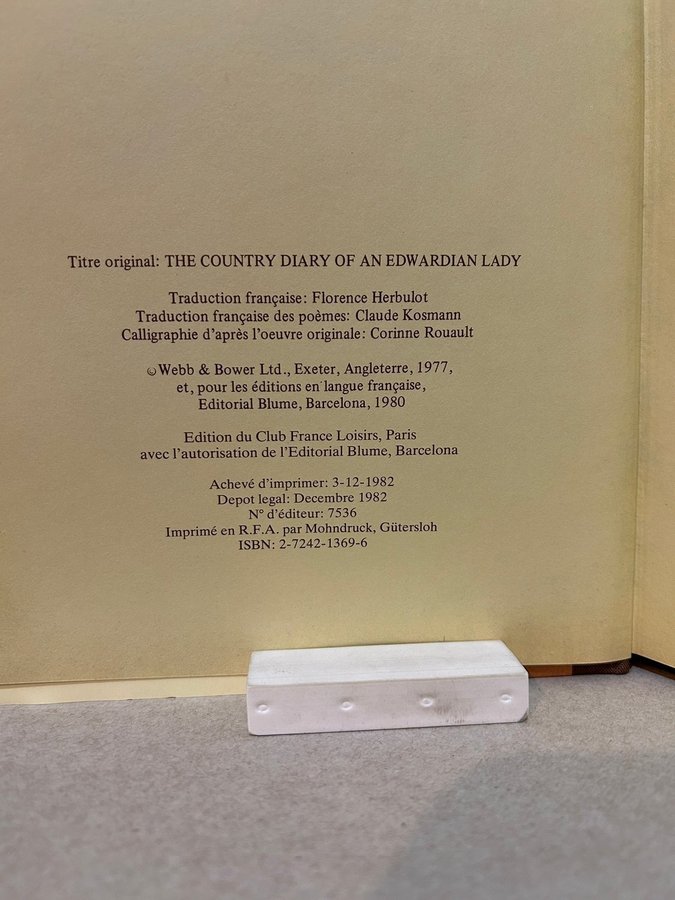 Titre original: THE COUNTRY DIARY OF AN EDWARDIAN LADY
Traduction française: Florence Herbulot
Traduction française des poèmes: Claude Kosmann
Calligraphie d'après l'oeuvre originale: Corinne Rouault
© Webb & Bower Ltd., Exeter, Angleterre, 1977,
et, pour les éditions en langue française,
Editorial Blume, Barcelona, 1980
Edition du Club France Loisirs, Paris
avec l'autorisation de l'Editorial Blume, Barcelona
Achevé d'imprimer: 3-12-1982
Depot legal: Decembre 1982
N° d'éditeur: 7536
Imprimé en R.F.A. par Mohndruck, Gütersloh
ISBN: 2-7242-1369-6